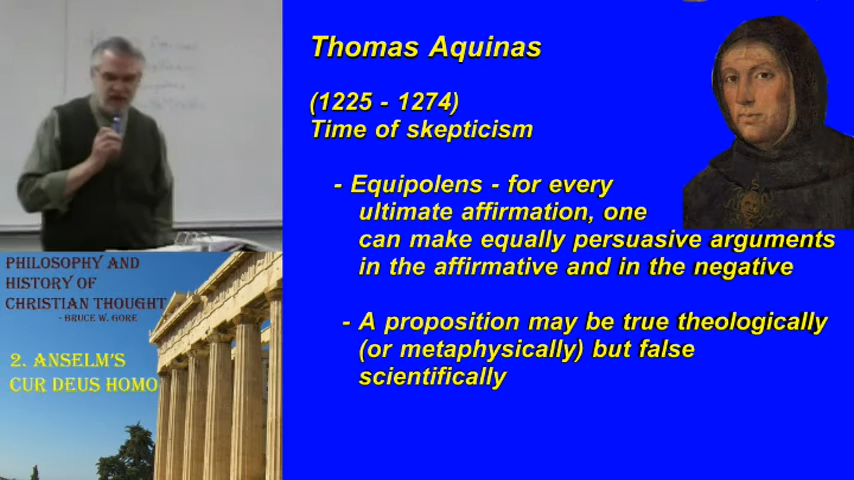 Thomas Aquinas
(1225 - 1274)
Time of skepticism
- Equipolens - for every
ultimate affirmation, one
can make equally persuasive arguments
in the affirmative and in the negative
- A proposition may be true theologically
(or metaphysically) but false
scientifically
PHILOSOPHY AND
HISTORY OF
CHRISTIAN THOUGHT
- BRUCE W. GORE
2. ANSELM'S
CUR DEUS HOMO